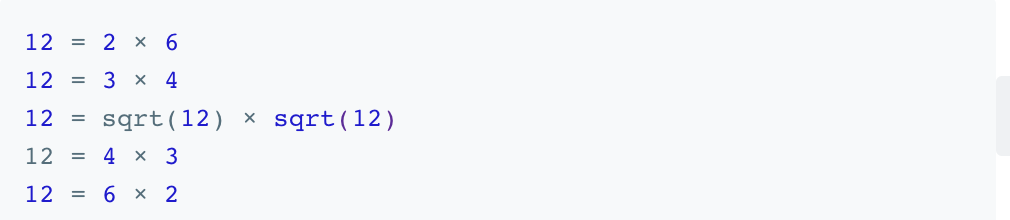 12 = 2 × 6
12 = 3 × 4
12 = sqrt(12) × sqrt(12)
12 = 4 × 3
12 = 6 × 2